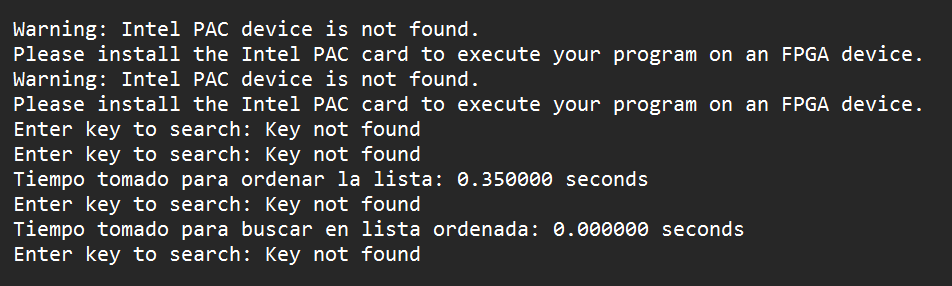 Warning: Intel PAC device is not found.
Please install the Intel PAC card to execute your program on an FPGA device.
Warning: Intel PAC device is not found.
Please install the Intel PAC card to execute your program on an FPGA device.
Enter key to search: Key not found
Enter key to search: Key not found
Tiempo tomado para ordenar la lista: 0.350000 seconds
Enter key to search: Key not found
Tiempo tomado para buscar en lista ordenada: 0.000000 seconds
Enter key to search: Key not found